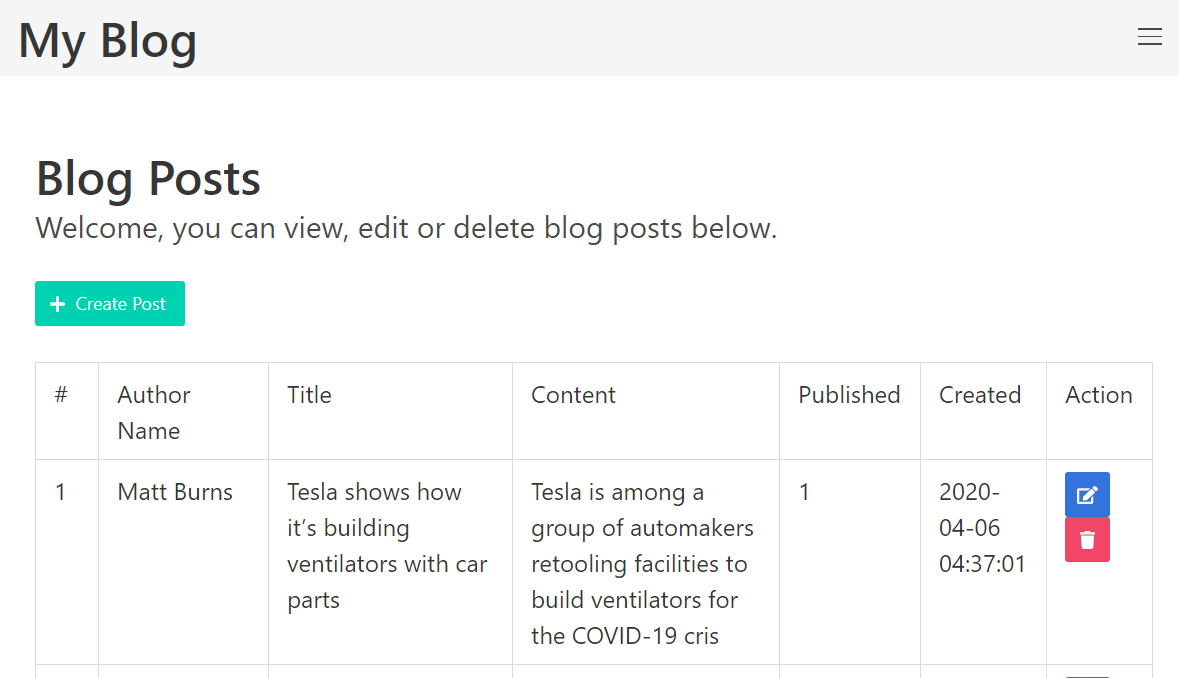 My Blog
Blog Posts
Welcome, you can view, edit or delete blog posts below.
Create Post
# Author Name Title Content Published Created Action
1 Matt Burns Tesla shows how it’s building ventilators with car parts Tesla is among a group of automakers retooling facilities to build ventilators for the COVID-19 cris 1 2020-04-06 04:37:01